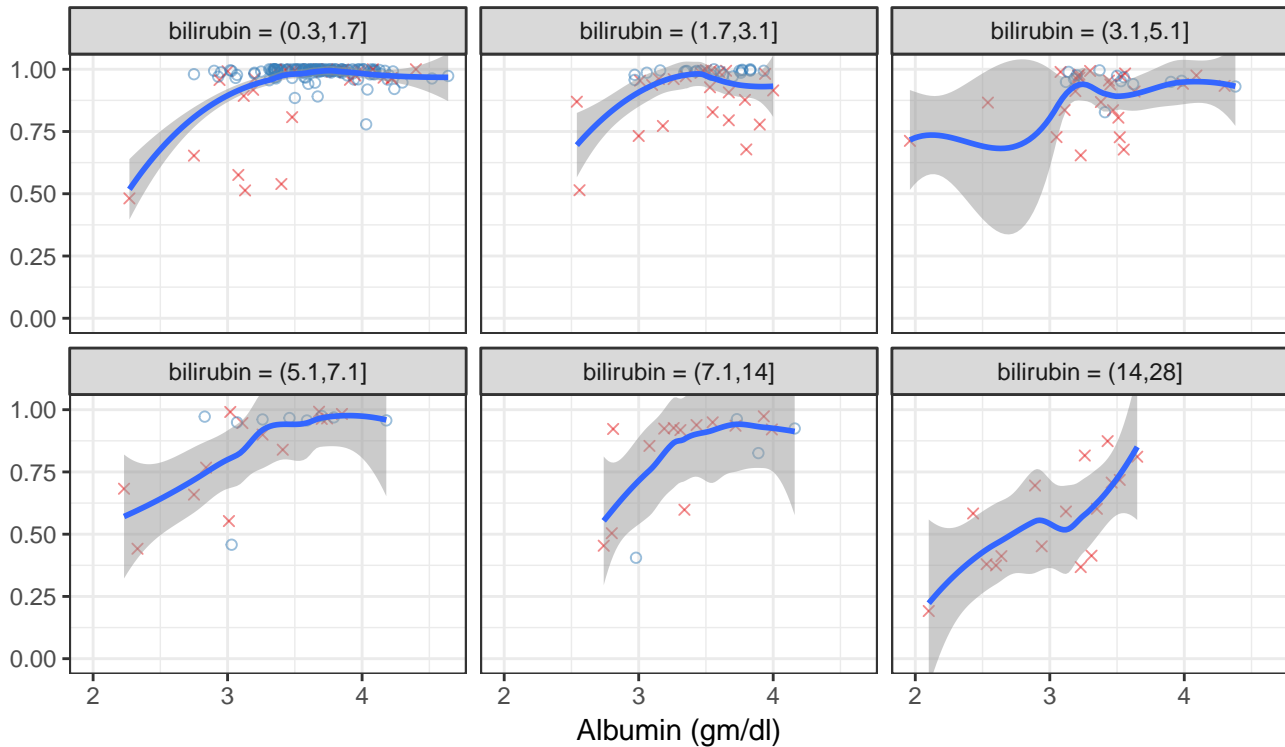 bilirubin = (0.3,1.7] bilirubin = (1.7,3.1] bilirubin = (3.1,5.1]
1.00
0.75
0.50
0.25
0.00
bilirubin = (5.1,7.1] bilirubin = (7.1,14] bilirubin = (14,28]
1.00
0.75
0.50
0.25
0.00
2 3 4 2 3 4 2 3 4
Albumin (gm/dl)